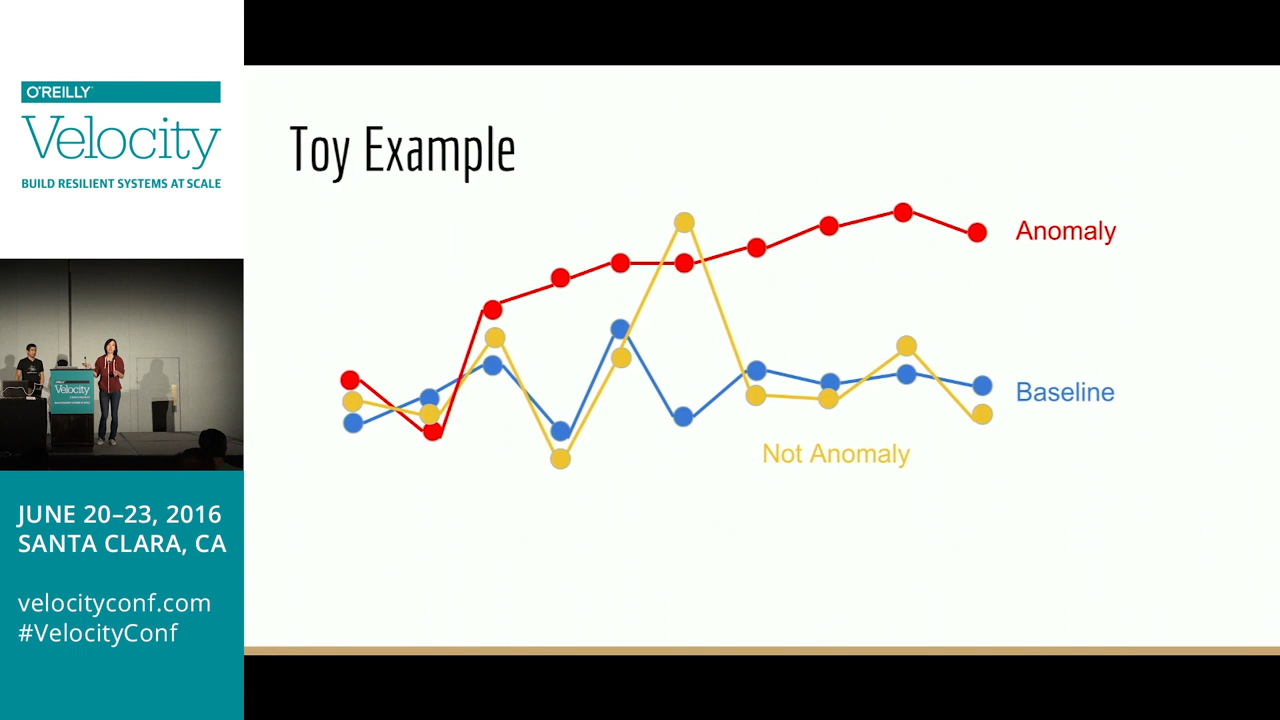 O'REILLY
Velocity
BUILD RESILIENT SYSTEMS AT SCALE
Velocity
JUNE 20–23, 2016
SANTA CLARA, CA
velocityconf.com
#VelocityConf
Toy Example
Anomaly
Baseline
Not Anomaly